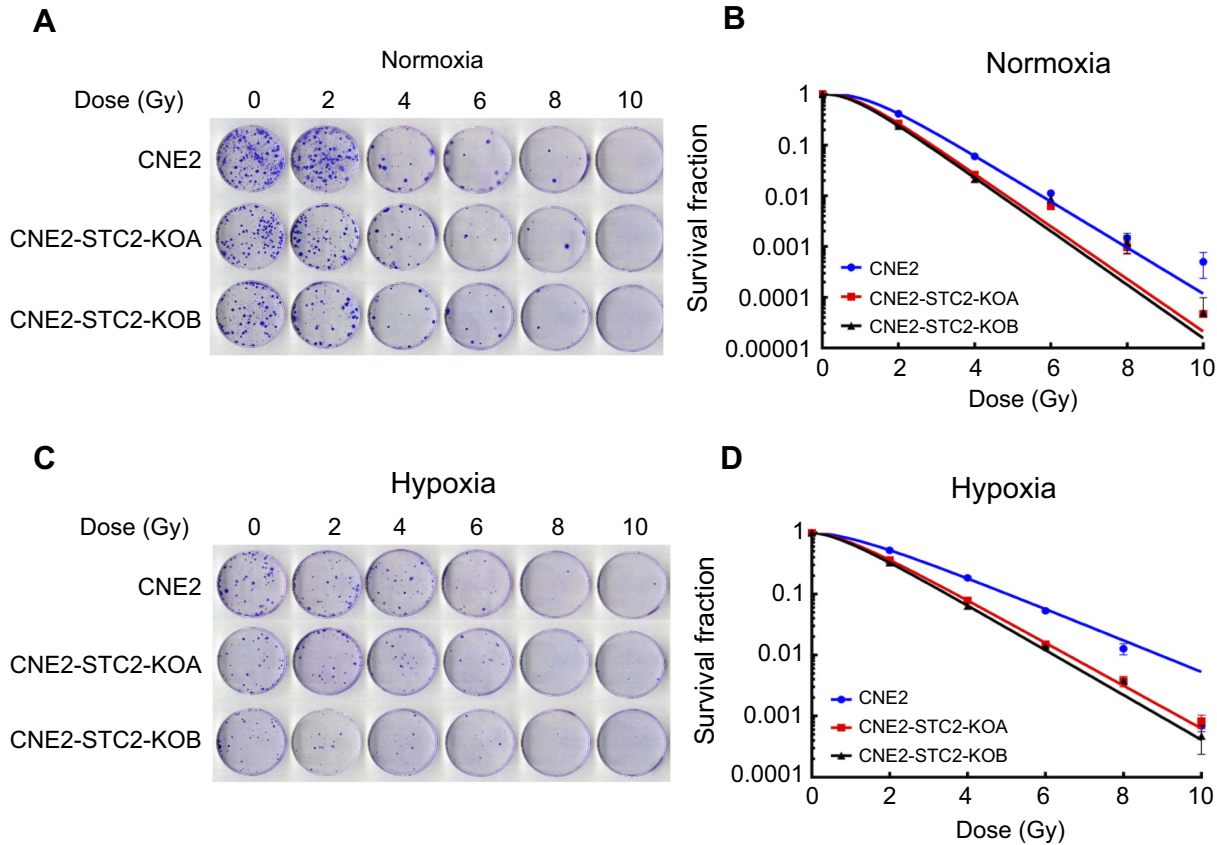 A
Normoxia
Dose (Gy) 0 2 4 6 8 10
CNE2
CNE2-STC2-KOA
CNE2-STC2-KOB
B
Normoxia
Survival fraction
1
0.1
0.01
0.001
0.0001
0.00001
CNE2
CNE2-STC2-KOA
CNE2-STC2-KOB
0 2 4 6 8 10
Dose (Gy)
C
Hypoxia
Dose (Gy) 0 2 4 6 8 10
CNE2
CNE2-STC2-KOA
CNE2-STC2-KOB
D
Hypoxia
Survival fraction
1
0.1
0.01
0.001
0.0001
CNE2
CNE2-STC2-KOA
CNE2-STC2-KOB
0 2 4 6 8 10
Dose (Gy)